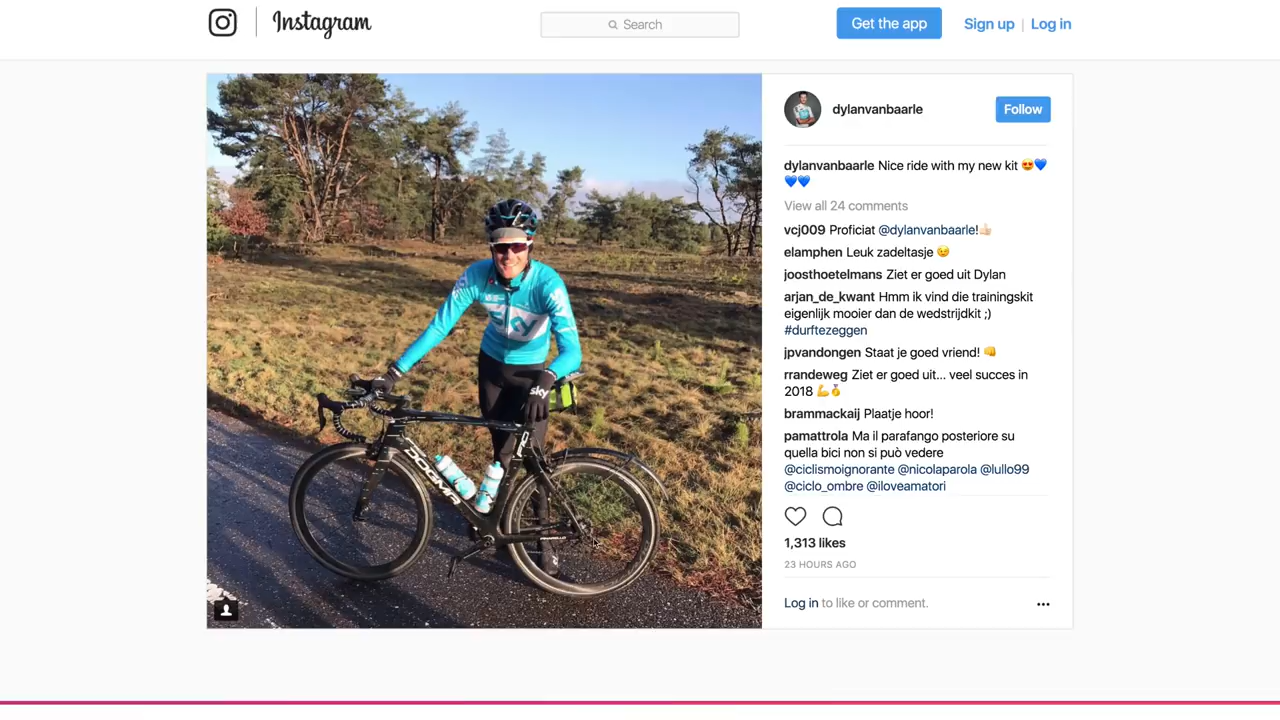 Instagram
Search
Get the app
Sign up | Log in
dylanvanbaarle
Follow
dylanvanbaarle Nice ride with my new kit 😍💙
💙💙
View all 24 comments
vcj009 Proficiat @dylanvanbaarle!👍🏻
elamphen Leuk zadeltasje 😉
joosthoetelmans Ziet er goed uit Dylan
arjan_de_kwant Hmm ik vind die trainingskit
eigenlijk mooier dan de wedstrijdkit ;)
#durftezeggen
jpvandongen Staat je goed vriend! 👊
rrandeweg Ziet er goed uit... veel succes in
2018 💪🥇
brammackaij Plaatje hoor!
pamattrola Ma il parafango posteriore su
quella bici non si può vedere
@ciclismoignorante @nicolaparola @lullo99
@ciclo_ombre @iloveamatori
1,313 likes
23 HOURS AGO
Log in to like or comment.
sky
sky
DOGMA